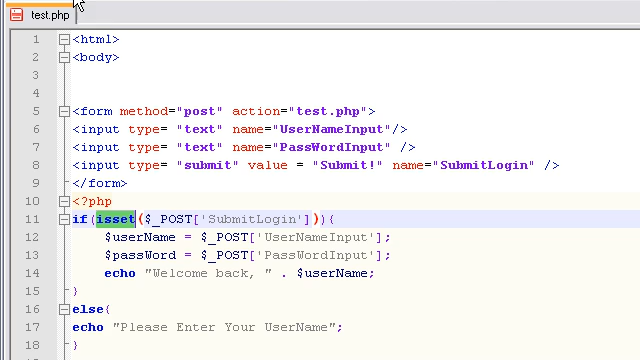 test.php
1 <html>
2 <body>
3
4
5 <form method="post" action="test.php">
6 <input type= "text" name="UserNameInput"/>
7 <input type= "text" name="PassWordInput"/>
8 <input type= "submit" value = "Submit!" name="SubmitLogin" />
9 </form>
10 <?php
11 if(isset($_POST['SubmitLogin'])){
12 $userName = $_POST['UserNameInput'];
13 $passWord = $_POST['PassWordInput'];
14 echo "Welcome back, " . $userName;
15 }
16 else{
17 echo "Please Enter Your UserName";
18 }